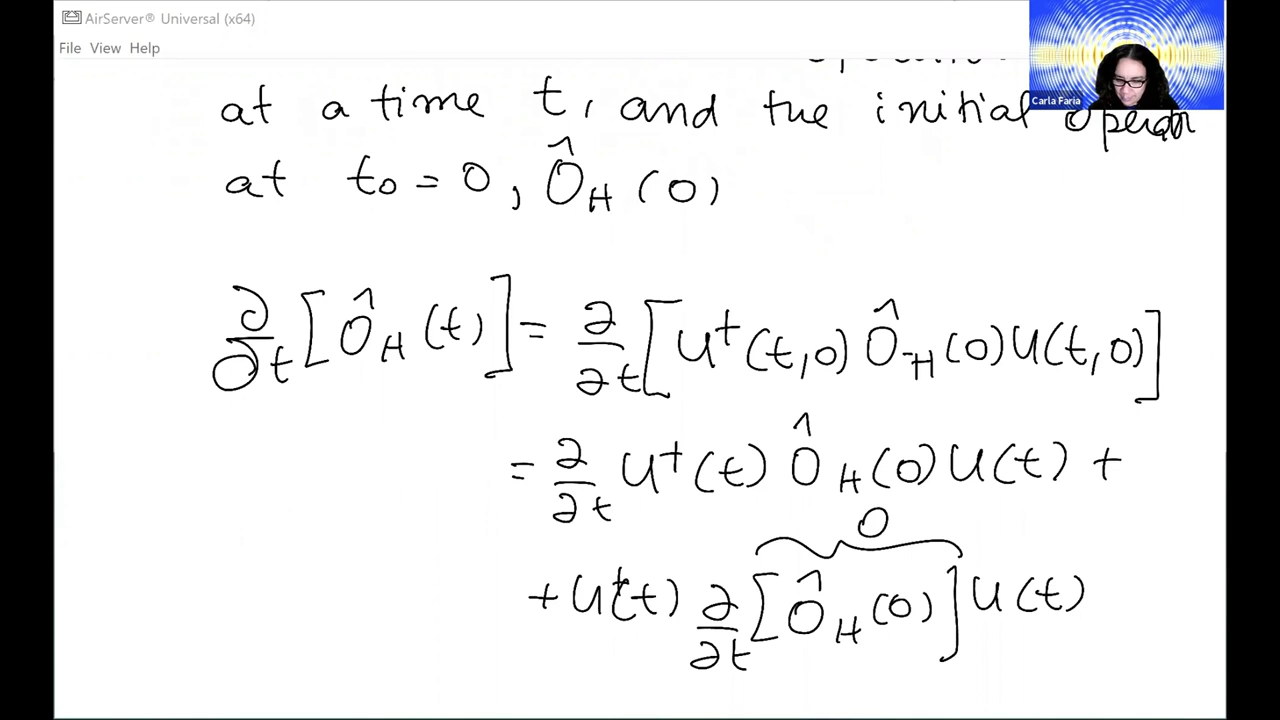 AirServer® Universal (x64)
File View Help
Carla Faria
at a time t, and the initial operator
at t₀ = 0, Ô_H (0)
∂/∂t [Ô_H (t)] = ∂/∂t [U† (t,0) Ô_H (0) U(t,0)]
= ∂/∂t U† (t) Ô_H (0) U(t) +
0
+ U†(t) ∂/∂t [Ô_H (0)] U(t)